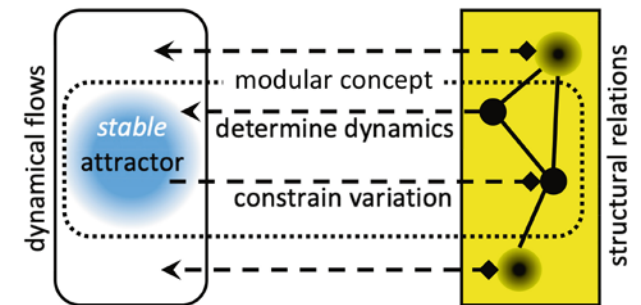 dynamical flows
stable
attractor
modular concept
determine dynamics
constrain variation
structural relations